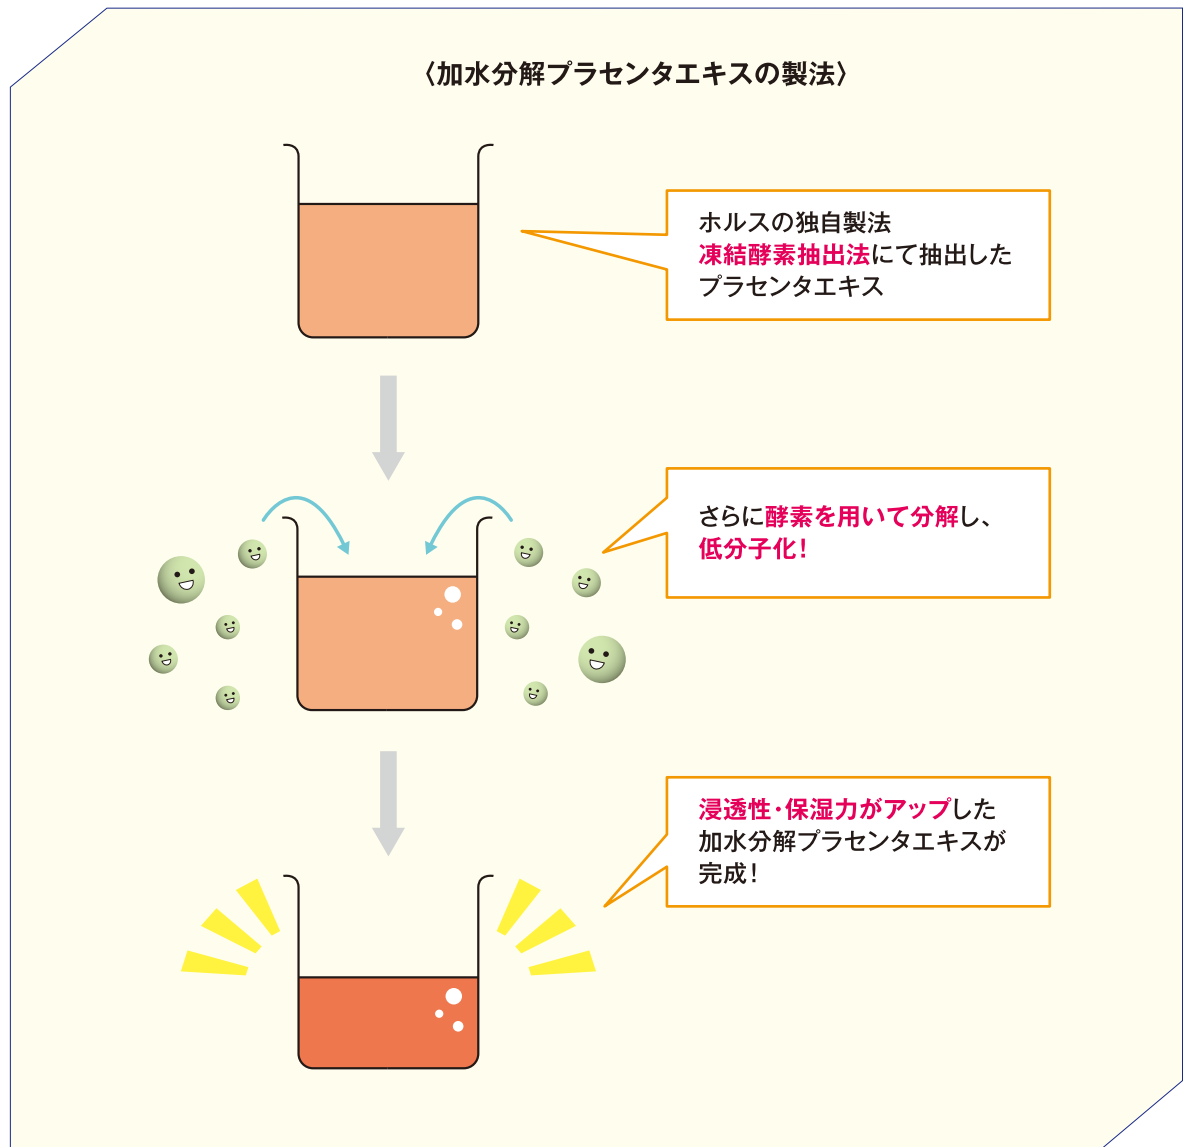 〈加水分解プラセンタエキスの製法〉
ホルスの独自製法
凍結酵素抽出法にて抽出した
プラセンタエキス
さらに酵素を用いて分解し、
低分子化！
浸透性・保湿力がアップした
加水分解プラセンタエキスが
完成！